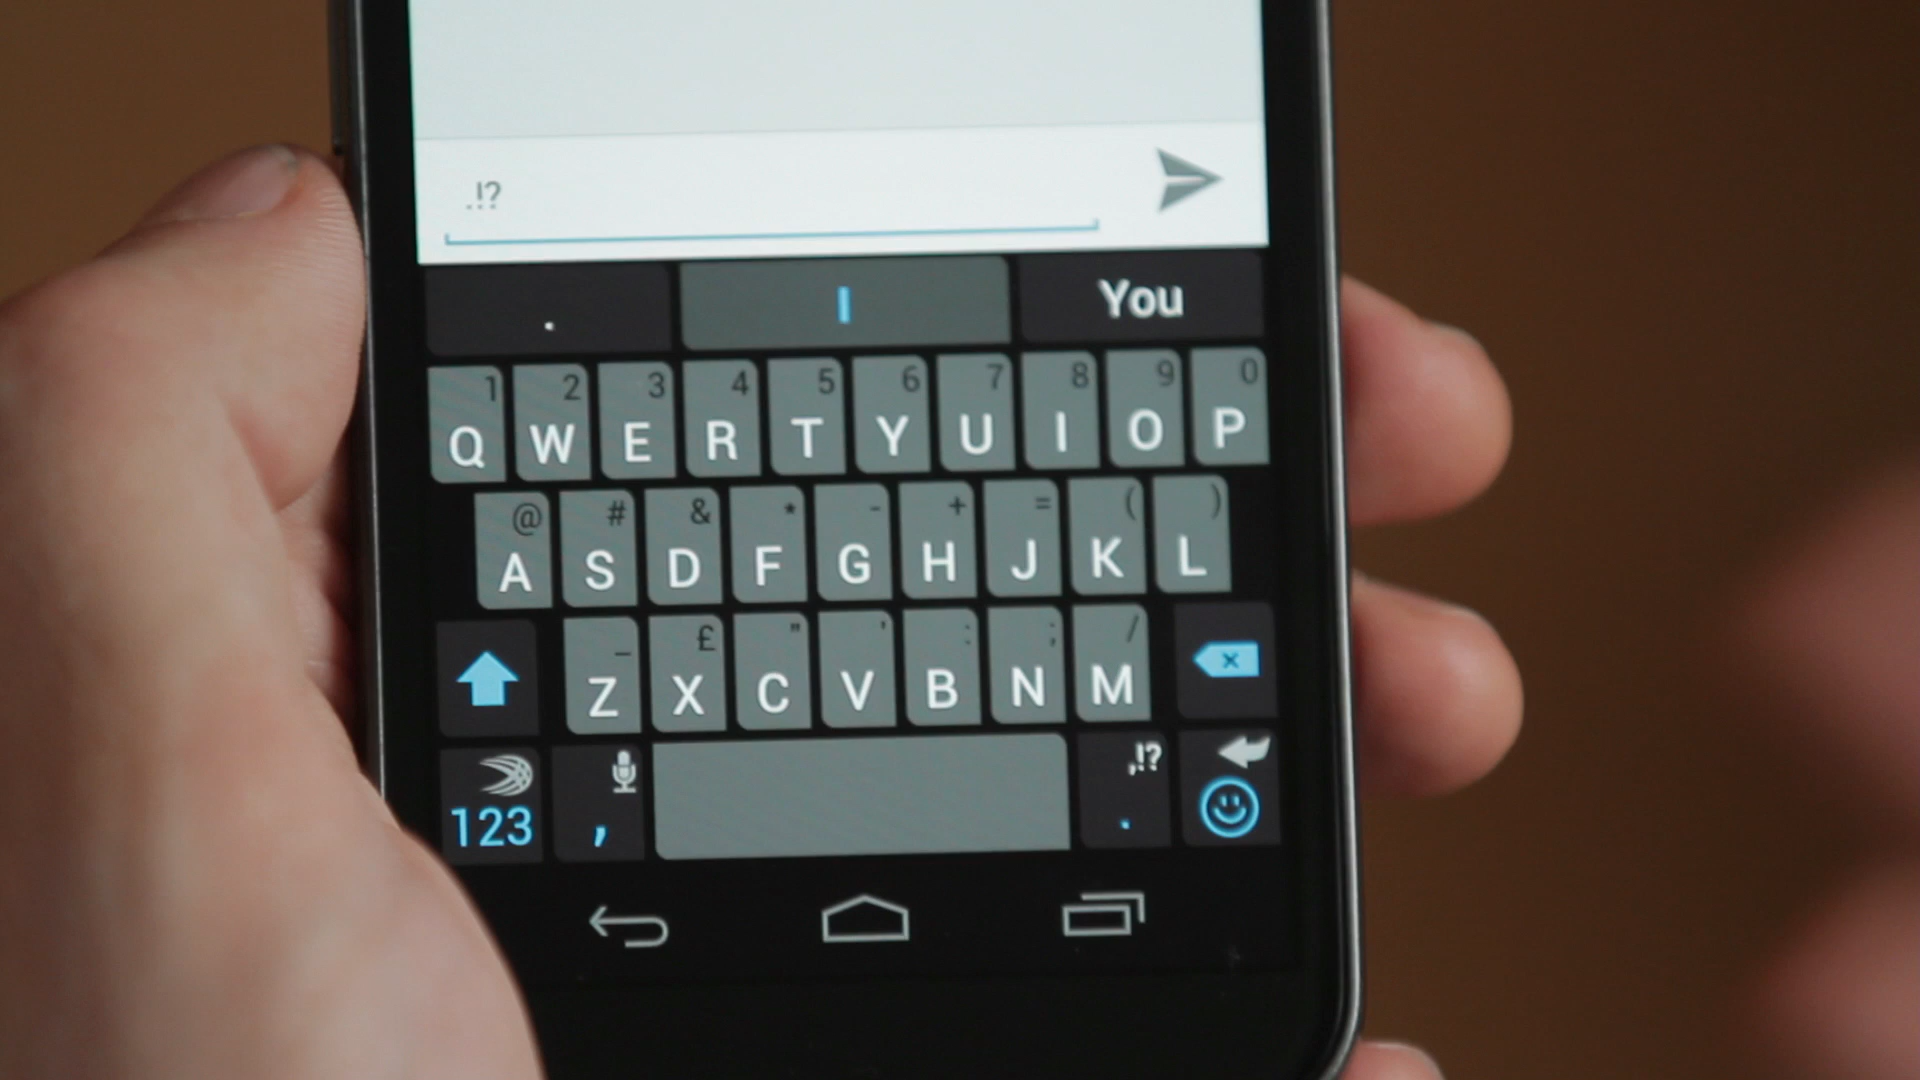 .!?
. I You
1 2 3 4 5 6 7 8 9 0
Q W E R T Y U I O P
@ # & * - + = ( )
A S D F G H J K L
_ £ " ' : ; /
Z X C V B N M
,!?
123 , .